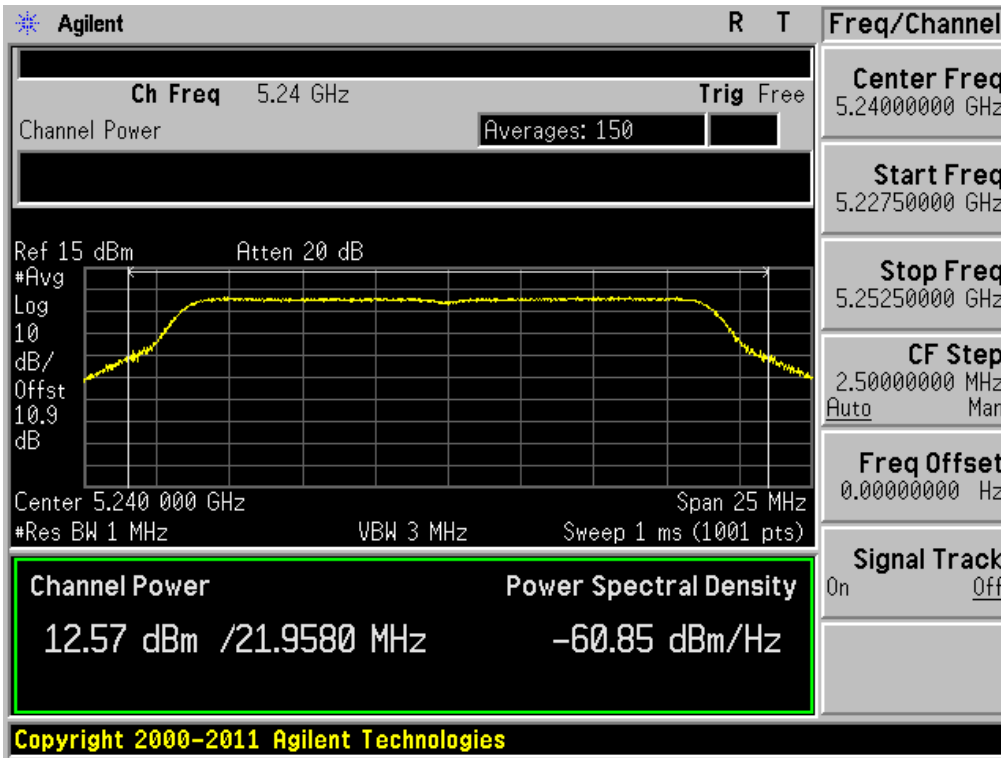 Agilent R T Freq/Channel
Ch Freq 5.24 GHz Trig Free
Channel Power Averages: 150
Center Freq
5.24000000 GHz
Start Freq
5.22750000 GHz
Stop Freq
5.25250000 GHz
CF Step
2.50000000 MHz
Auto Man
Freq Offset
0.00000000 Hz
Signal Track
On Off
Ref 15 dBm Atten 20 dB
#Avg
Log
10
dB/
Offst
10.9
dB
Center 5.240 000 GHz Span 25 MHz
#Res BW 1 MHz VBW 3 MHz Sweep 1 ms (1001 pts)
Channel Power Power Spectral Density
12.57 dBm /21.9580 MHz -60.85 dBm/Hz
Copyright 2000-2011 Agilent Technologies